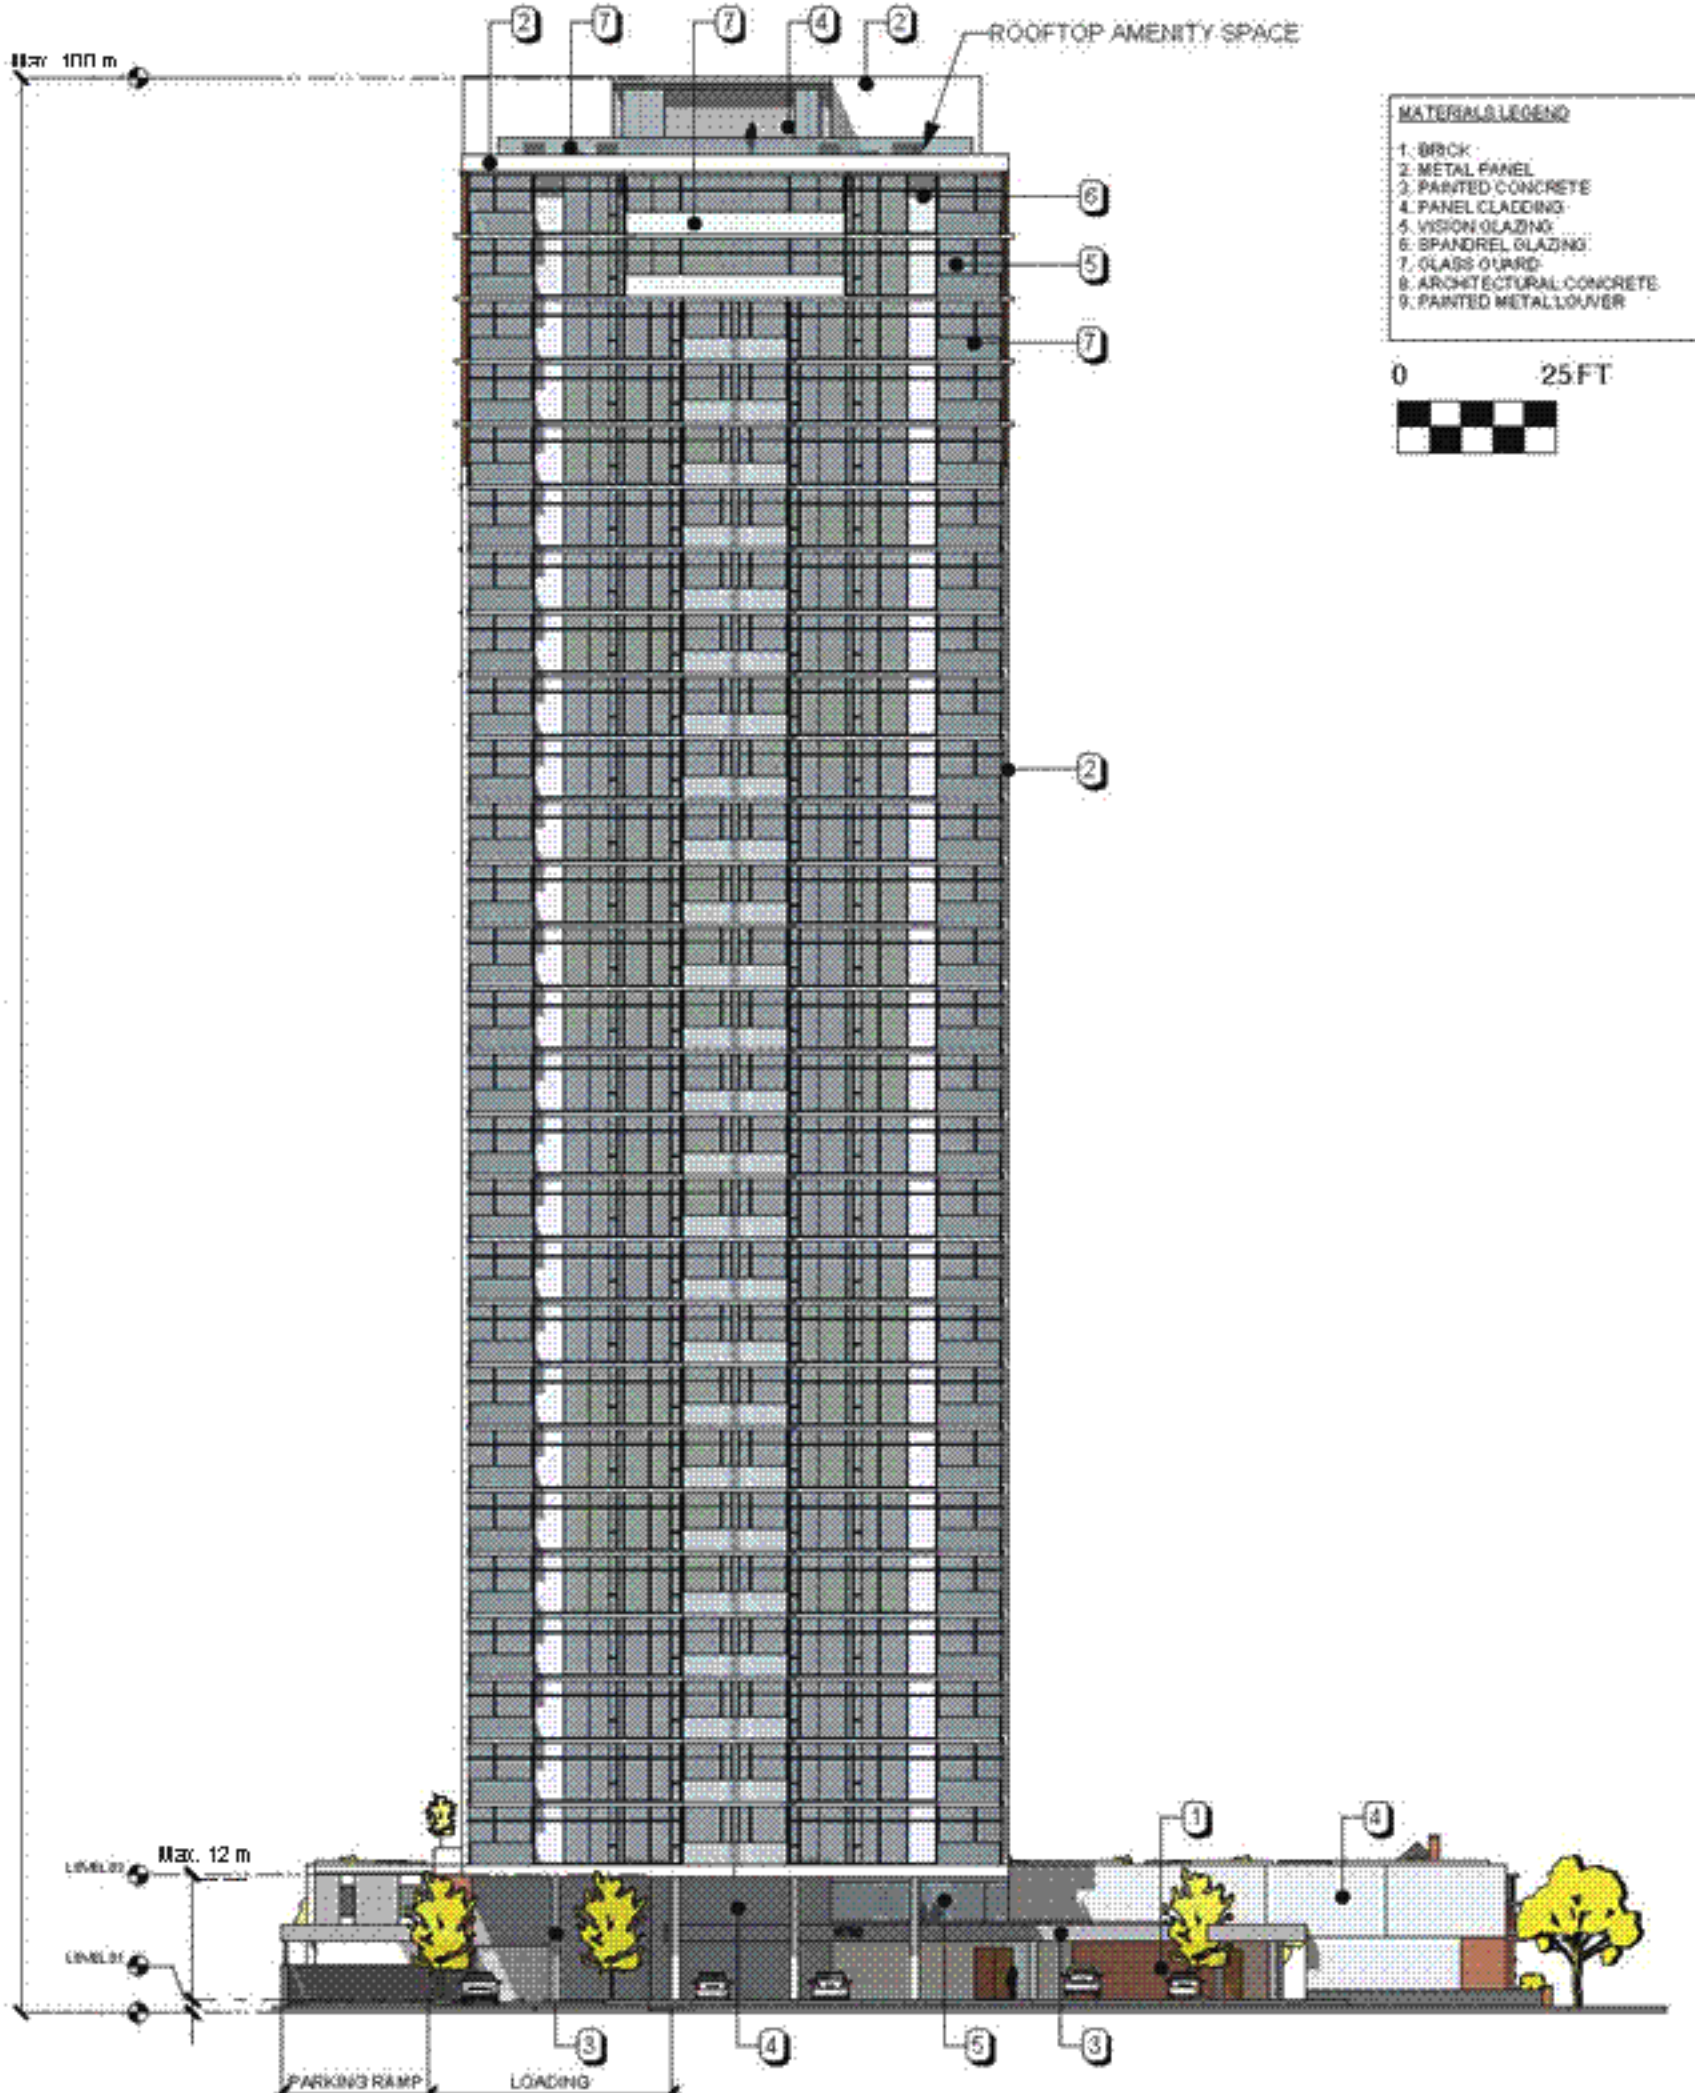 2 7 7 4 2
ROOFTOP AMENITY SPACE
Max. 100 m
MATERIALS LEGEND
1. BRICK
2. METAL PANEL
3. PAINTED CONCRETE
4. PANEL CLADDING
5. VISION GLAZING
6. SPANDREL GLAZING
7. GLASS GUARD
8. ARCHITECTURAL CONCRETE
9. PAINTED METAL LOUVER
6
5
7
0 25 FT
2
1 4
Max. 12 m
LEVEL
LEVEL 01
3 4 5 3
PARKING RAMP LOADING